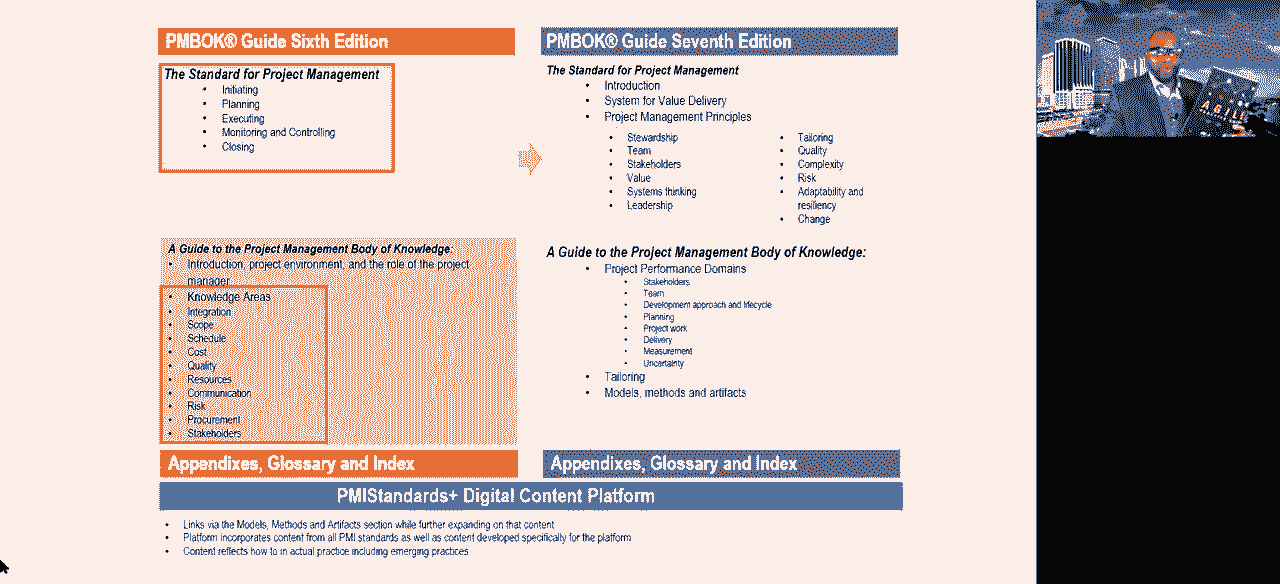 PMBOK® Guide Sixth Edition
The Standard for Project Management
• Initiating
• Planning
• Executing
• Monitoring and Controlling
• Closing
A Guide to the Project Management Body of Knowledge:
• Introduction, project environment, and the role of the project
manager
• Knowledge Areas
• Integration
• Scope
• Schedule
• Cost
• Quality
• Resources
• Communication
• Risk
• Procurement
• Stakeholders
Appendixes, Glossary and Index
PMBOK® Guide Seventh Edition
The Standard for Project Management
• Introduction
• System for Value Delivery
• Project Management Principles
• Stewardship
• Team
• Stakeholders
• Value
• Systems thinking
• Leadership
• Tailoring
• Quality
• Complexity
• Risk
• Adaptability and
resiliency
• Change
A Guide to the Project Management Body of Knowledge:
• Project Performance Domains
• Stakeholders
• Team
• Development approach and lifecycle
• Planning
• Project work
• Delivery
• Measurement
• Uncertainty
• Tailoring
• Models, methods and artifacts
Appendixes, Glossary and Index
PMIStandards+ Digital Content Platform
• Links via the Models, Methods and Artifacts section while further expanding on that content
• Platform incorporates content from all PMI standards as well as content developed specifically for the platform
• Content reflects how to in actual practice including emerging practices